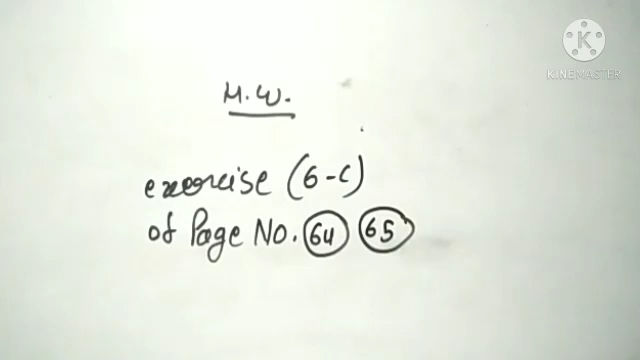 KINEMASTER
H.W.
exercise (6-C)
of Page No. 64 65